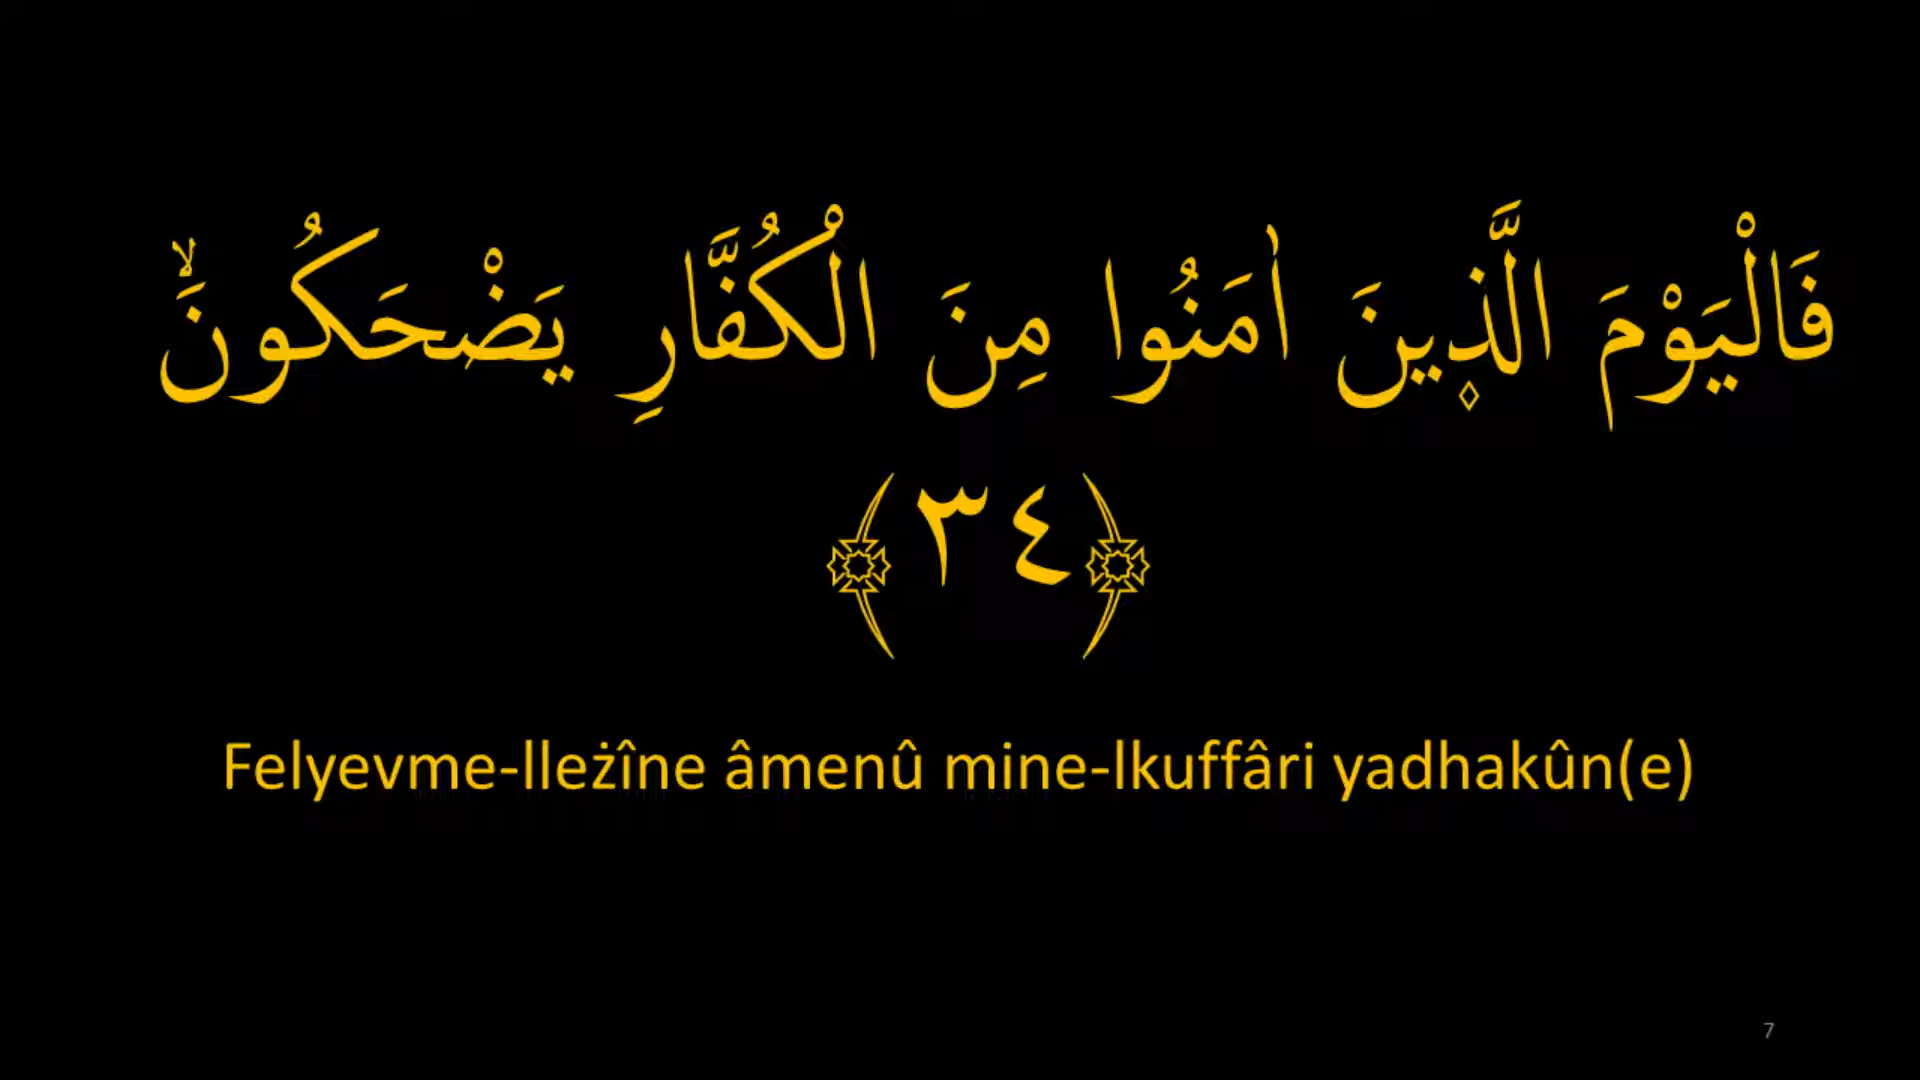 فَالْيَوْمَ الَّذ۪ينَ اٰمَنُوا مِنَ الْكُفَّارِ يَضْحَكُونَۙ
﴿٣٤﴾
Felyevme-lleżîne âmenû mine-lkuffâri yadhakûn(e)
7